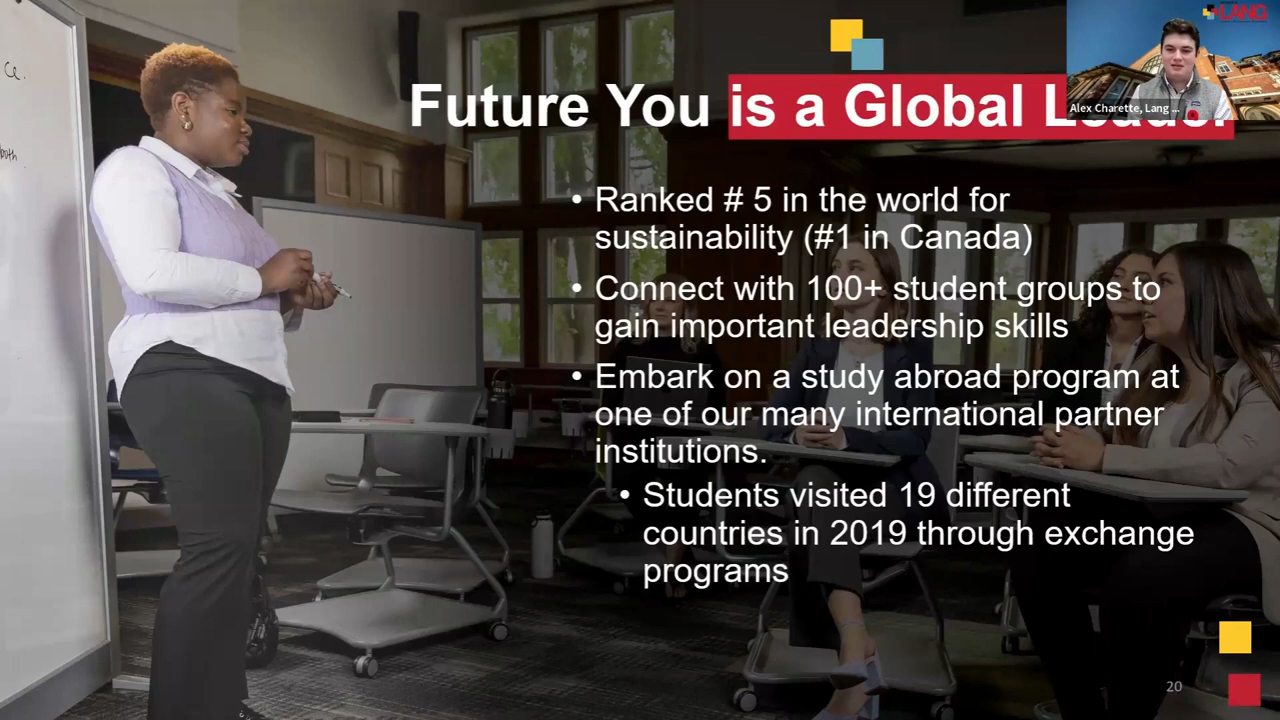 LANG
Future You is a Global
Alex Charette, Lang ...
ce.
both
• Ranked # 5 in the world for
sustainability (#1 in Canada)
• Connect with 100+ student groups to
gain important leadership skills
• Embark on a study abroad program at
one of our many international partner
institutions.
• Students visited 19 different
countries in 2019 through exchange
programs
20